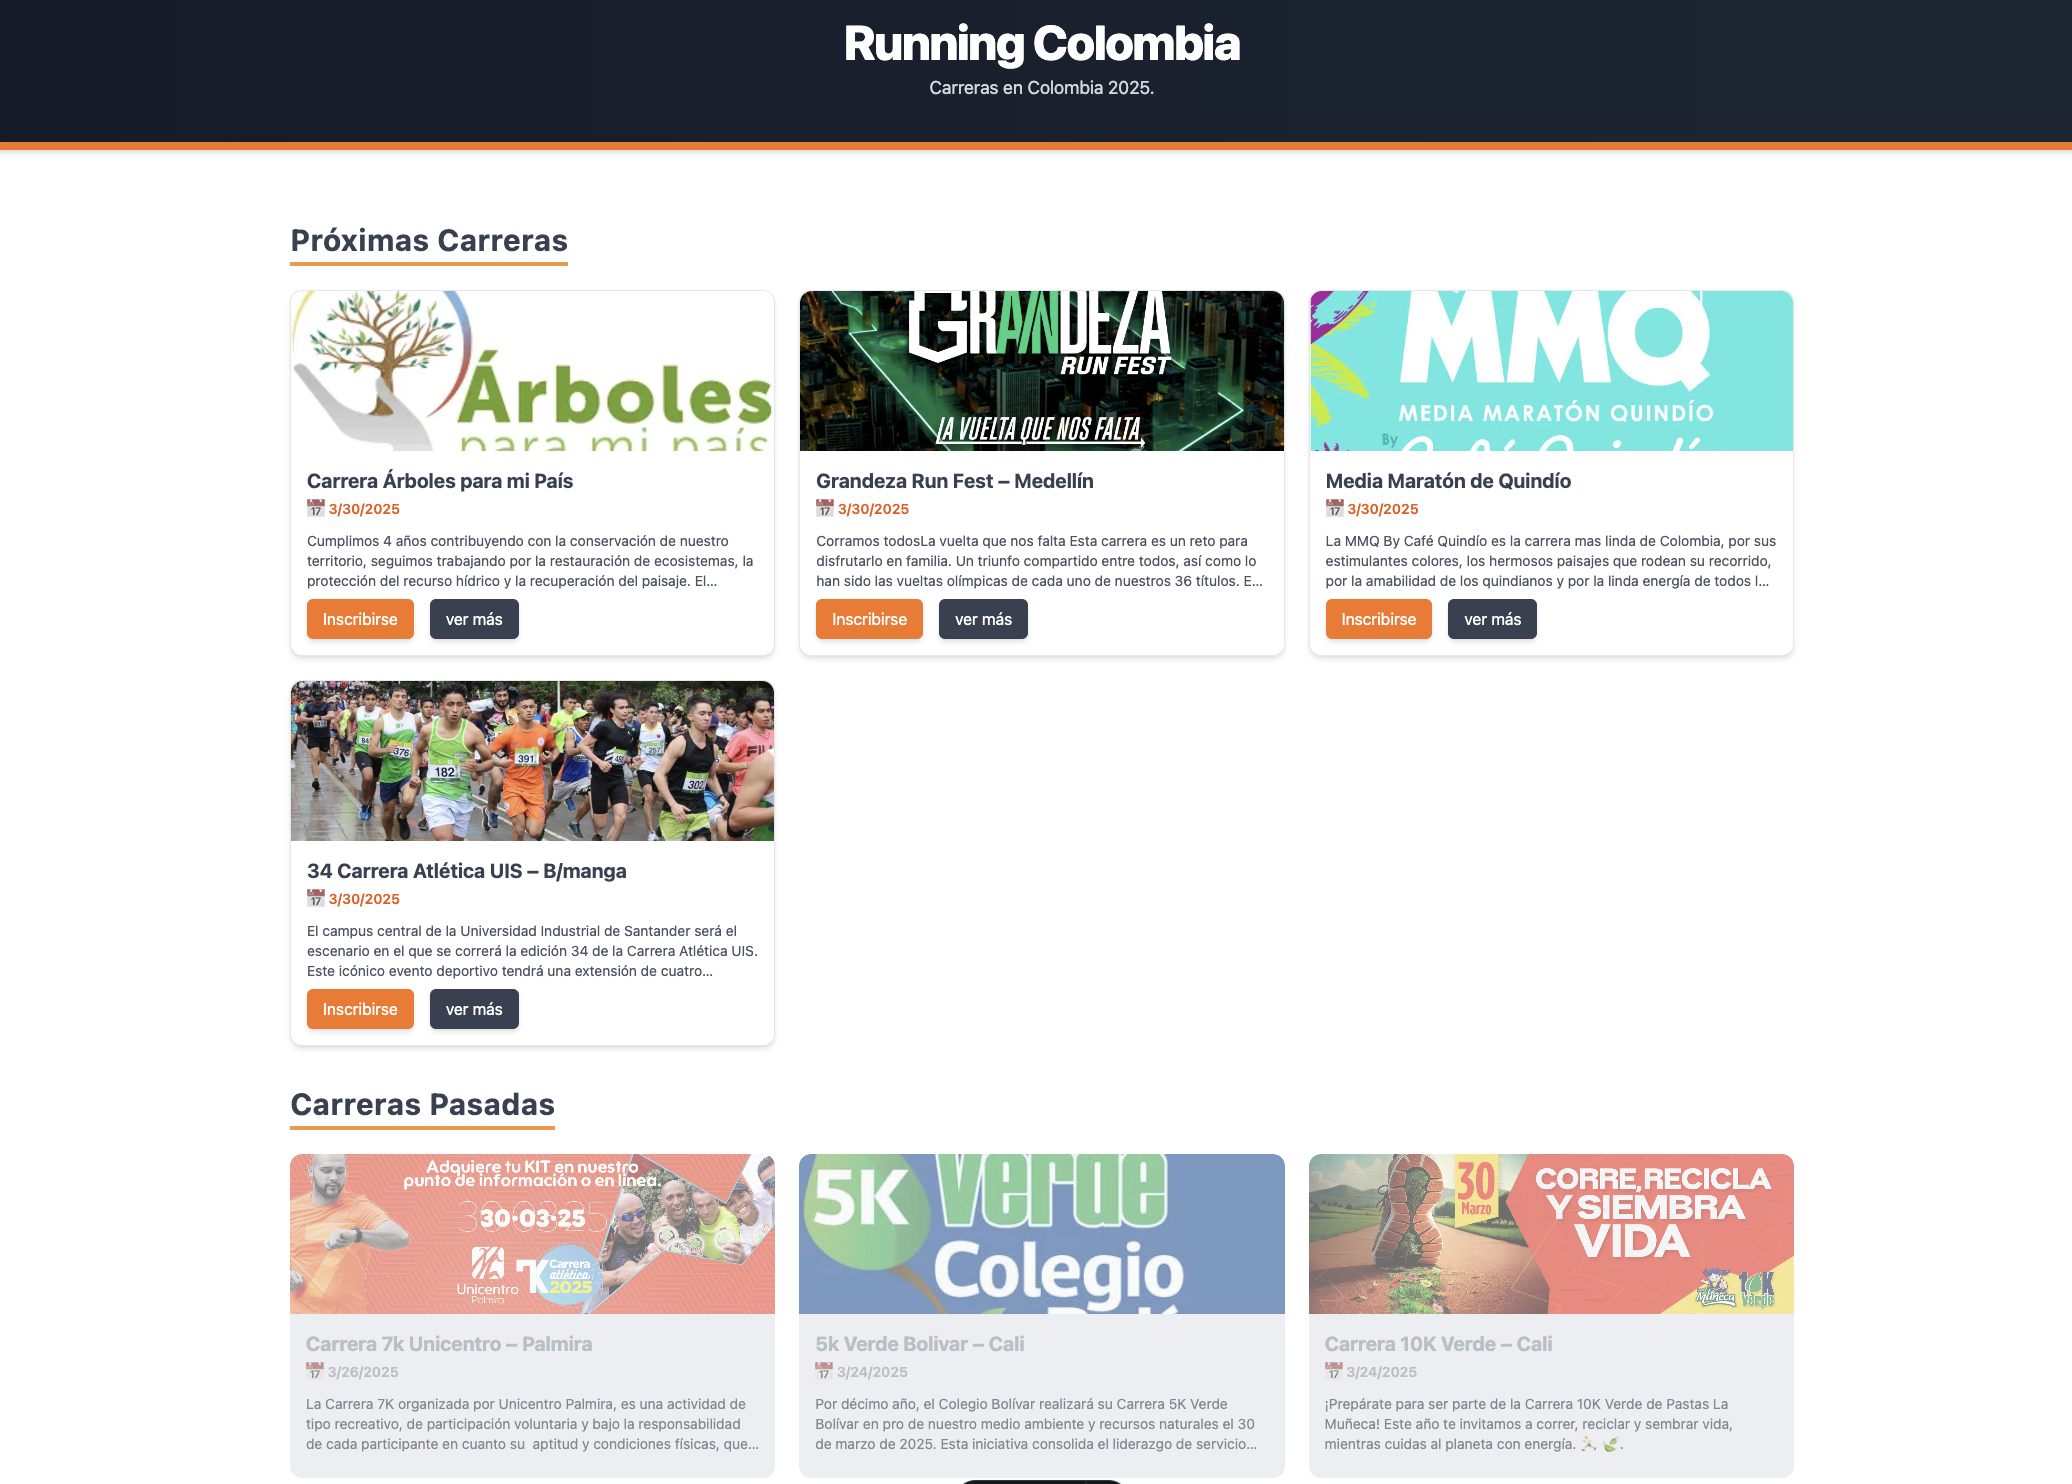 Running Colombia
Carreras en Colombia 2025.
Próximas Carreras
Árboles
para mi país
Carrera Árboles para mi País
17 3/30/2025
Cumplimos 4 años contribuyendo con la conservación de nuestro
territorio, seguimos trabajando por la restauración de ecosistemas, la
protección del recurso hídrico y la recuperación del paisaje. El...
Inscribirse ver más
GRANDEZA
RUN FEST
LA VUELTA QUE NOS FALTA
Grandeza Run Fest – Medellín
17 3/30/2025
Corramos todosLa vuelta que nos falta Esta carrera es un reto para
disfrutarlo en familia. Un triunfo compartido entre todos, así como lo
han sido las vueltas olímpicas de cada uno de nuestros 36 títulos. E...
Inscribirse ver más
MMQ
MEDIA MARATÓN QUINDÍO
By Café Quindío
Media Maratón de Quindío
17 3/30/2025
La MMQ By Café Quindío es la carrera mas linda de Colombia, por sus
estimulantes colores, los hermosos paisajes que rodean su recorrido,
por la amabilidad de los quindianos y por la linda energía de todos l...
Inscribirse ver más
376
182
391
257
302
FILA
34 Carrera Atlética UIS – B/manga
17 3/30/2025
El campus central de la Universidad Industrial de Santander será el
escenario en el que se correrá la edición 34 de la Carrera Atlética UIS.
Este icónico evento deportivo tendrá una extensión de cuatro...
Inscribirse ver más
Carreras Pasadas
Adquiere tu KIT en nuestro
punto de información o en línea.
30•03•25
Unicentro
Palmira
7K Carrera
atlética
2025
Carrera 7k Unicentro – Palmira
17 3/26/2025
La Carrera 7K organizada por Unicentro Palmira, es una actividad de
tipo recreativo, de participación voluntaria y bajo la responsabilidad
de cada participante en cuanto su  aptitud y condiciones físicas, que...
5K Verde
Colegio
5k Verde Bolivar – Cali
17 3/24/2025
Por décimo año, el Colegio Bolívar realizará su Carrera 5K Verde
Bolívar en pro de nuestro medio ambiente y recursos naturales el 30
de marzo de 2025. Esta iniciativa consolida el liderazgo de servicio...
30
Marzo
CORRE, RECICLA
Y SIEMBRA
VIDA
La Muñeca
10K
Verde
Carrera 10K Verde – Cali
17 3/24/2025
¡Prepárate para ser parte de la Carrera 10K Verde de Pastas La
Muñeca! Este año te invitamos a correr, reciclar y sembrar vida,
mientras cuidas al planeta con energía. 🏃 🍃.